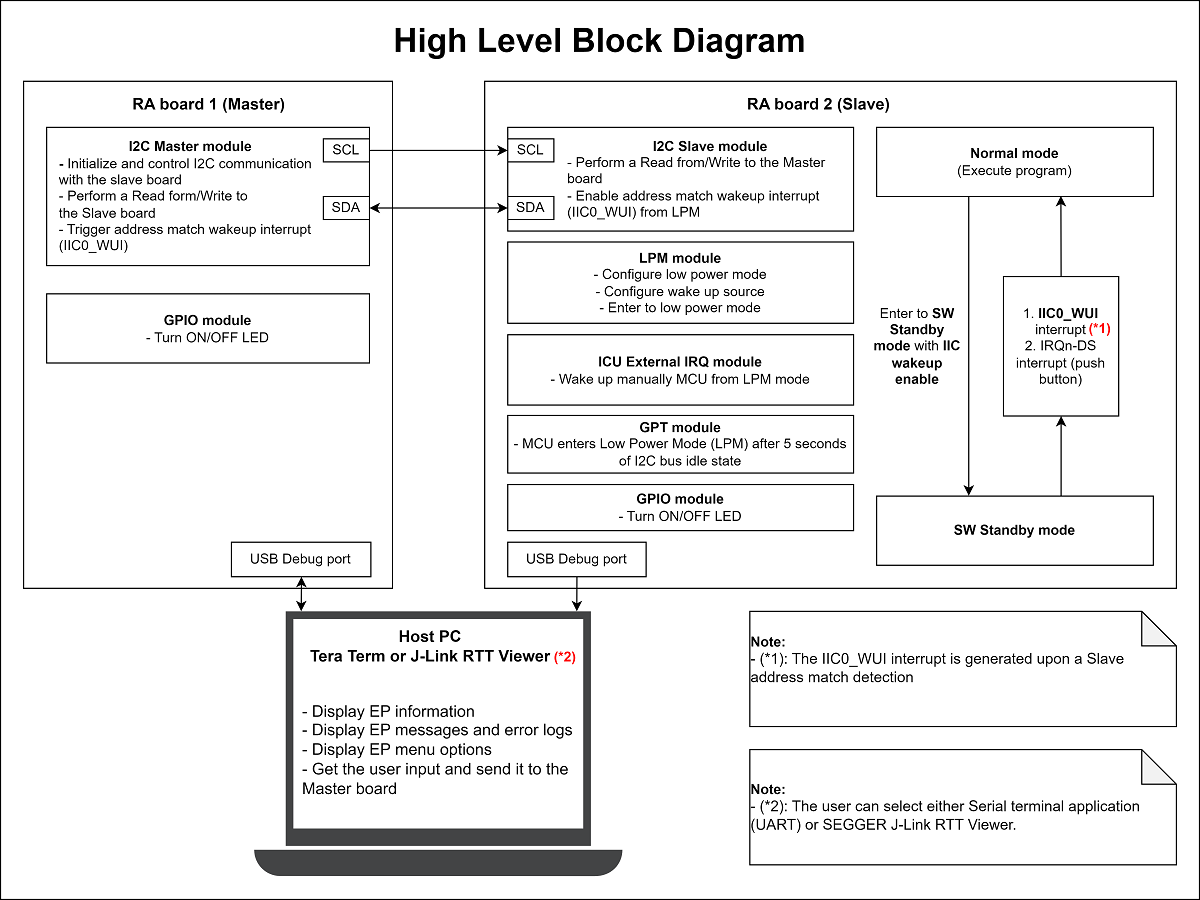 High Level Block Diagram
RA board 1 (Master)
I2C Master module
- Initialize and control I2C communication
with the slave board
- Perform a Read form/Write to
the Slave board
- Trigger address match wakeup interrupt
(IIC0_WUI)
SCL
SDA
GPIO module
- Turn ON/OFF LED
USB Debug port
RA board 2 (Slave)
SCL
SDA
I2C Slave module
- Perform a Read from/Write to the Master
board
- Enable address match wakeup interrupt
(IIC0_WUI) from LPM
LPM module
- Configure low power mode
- Configure wake up source
- Enter to low power mode
ICU External IRQ module
- Wake up manually MCU from LPM mode
GPT module
- MCU enters Low Power Mode (LPM) after 5 seconds
of I2C bus idle state
GPIO module
- Turn ON/OFF LED
USB Debug port
Normal mode
(Execute program)
Enter to SW
Standby
mode with IIC
wakeup
enable
1. IIC0_WUI
interrupt (*1)
2. IRQn-DS
interrupt (push
button)
SW Standby mode
Host PC
Tera Term or J-Link RTT Viewer (*2)
- Display EP information
- Display EP messages and error logs
- Display EP menu options
- Get the user input and send it to the
Master board
Note:
- (*1): The IIC0_WUI interrupt is generated upon a Slave
address match detection
Note:
- (*2): The user can select either Serial terminal application
(UART) or SEGGER J-Link RTT Viewer.